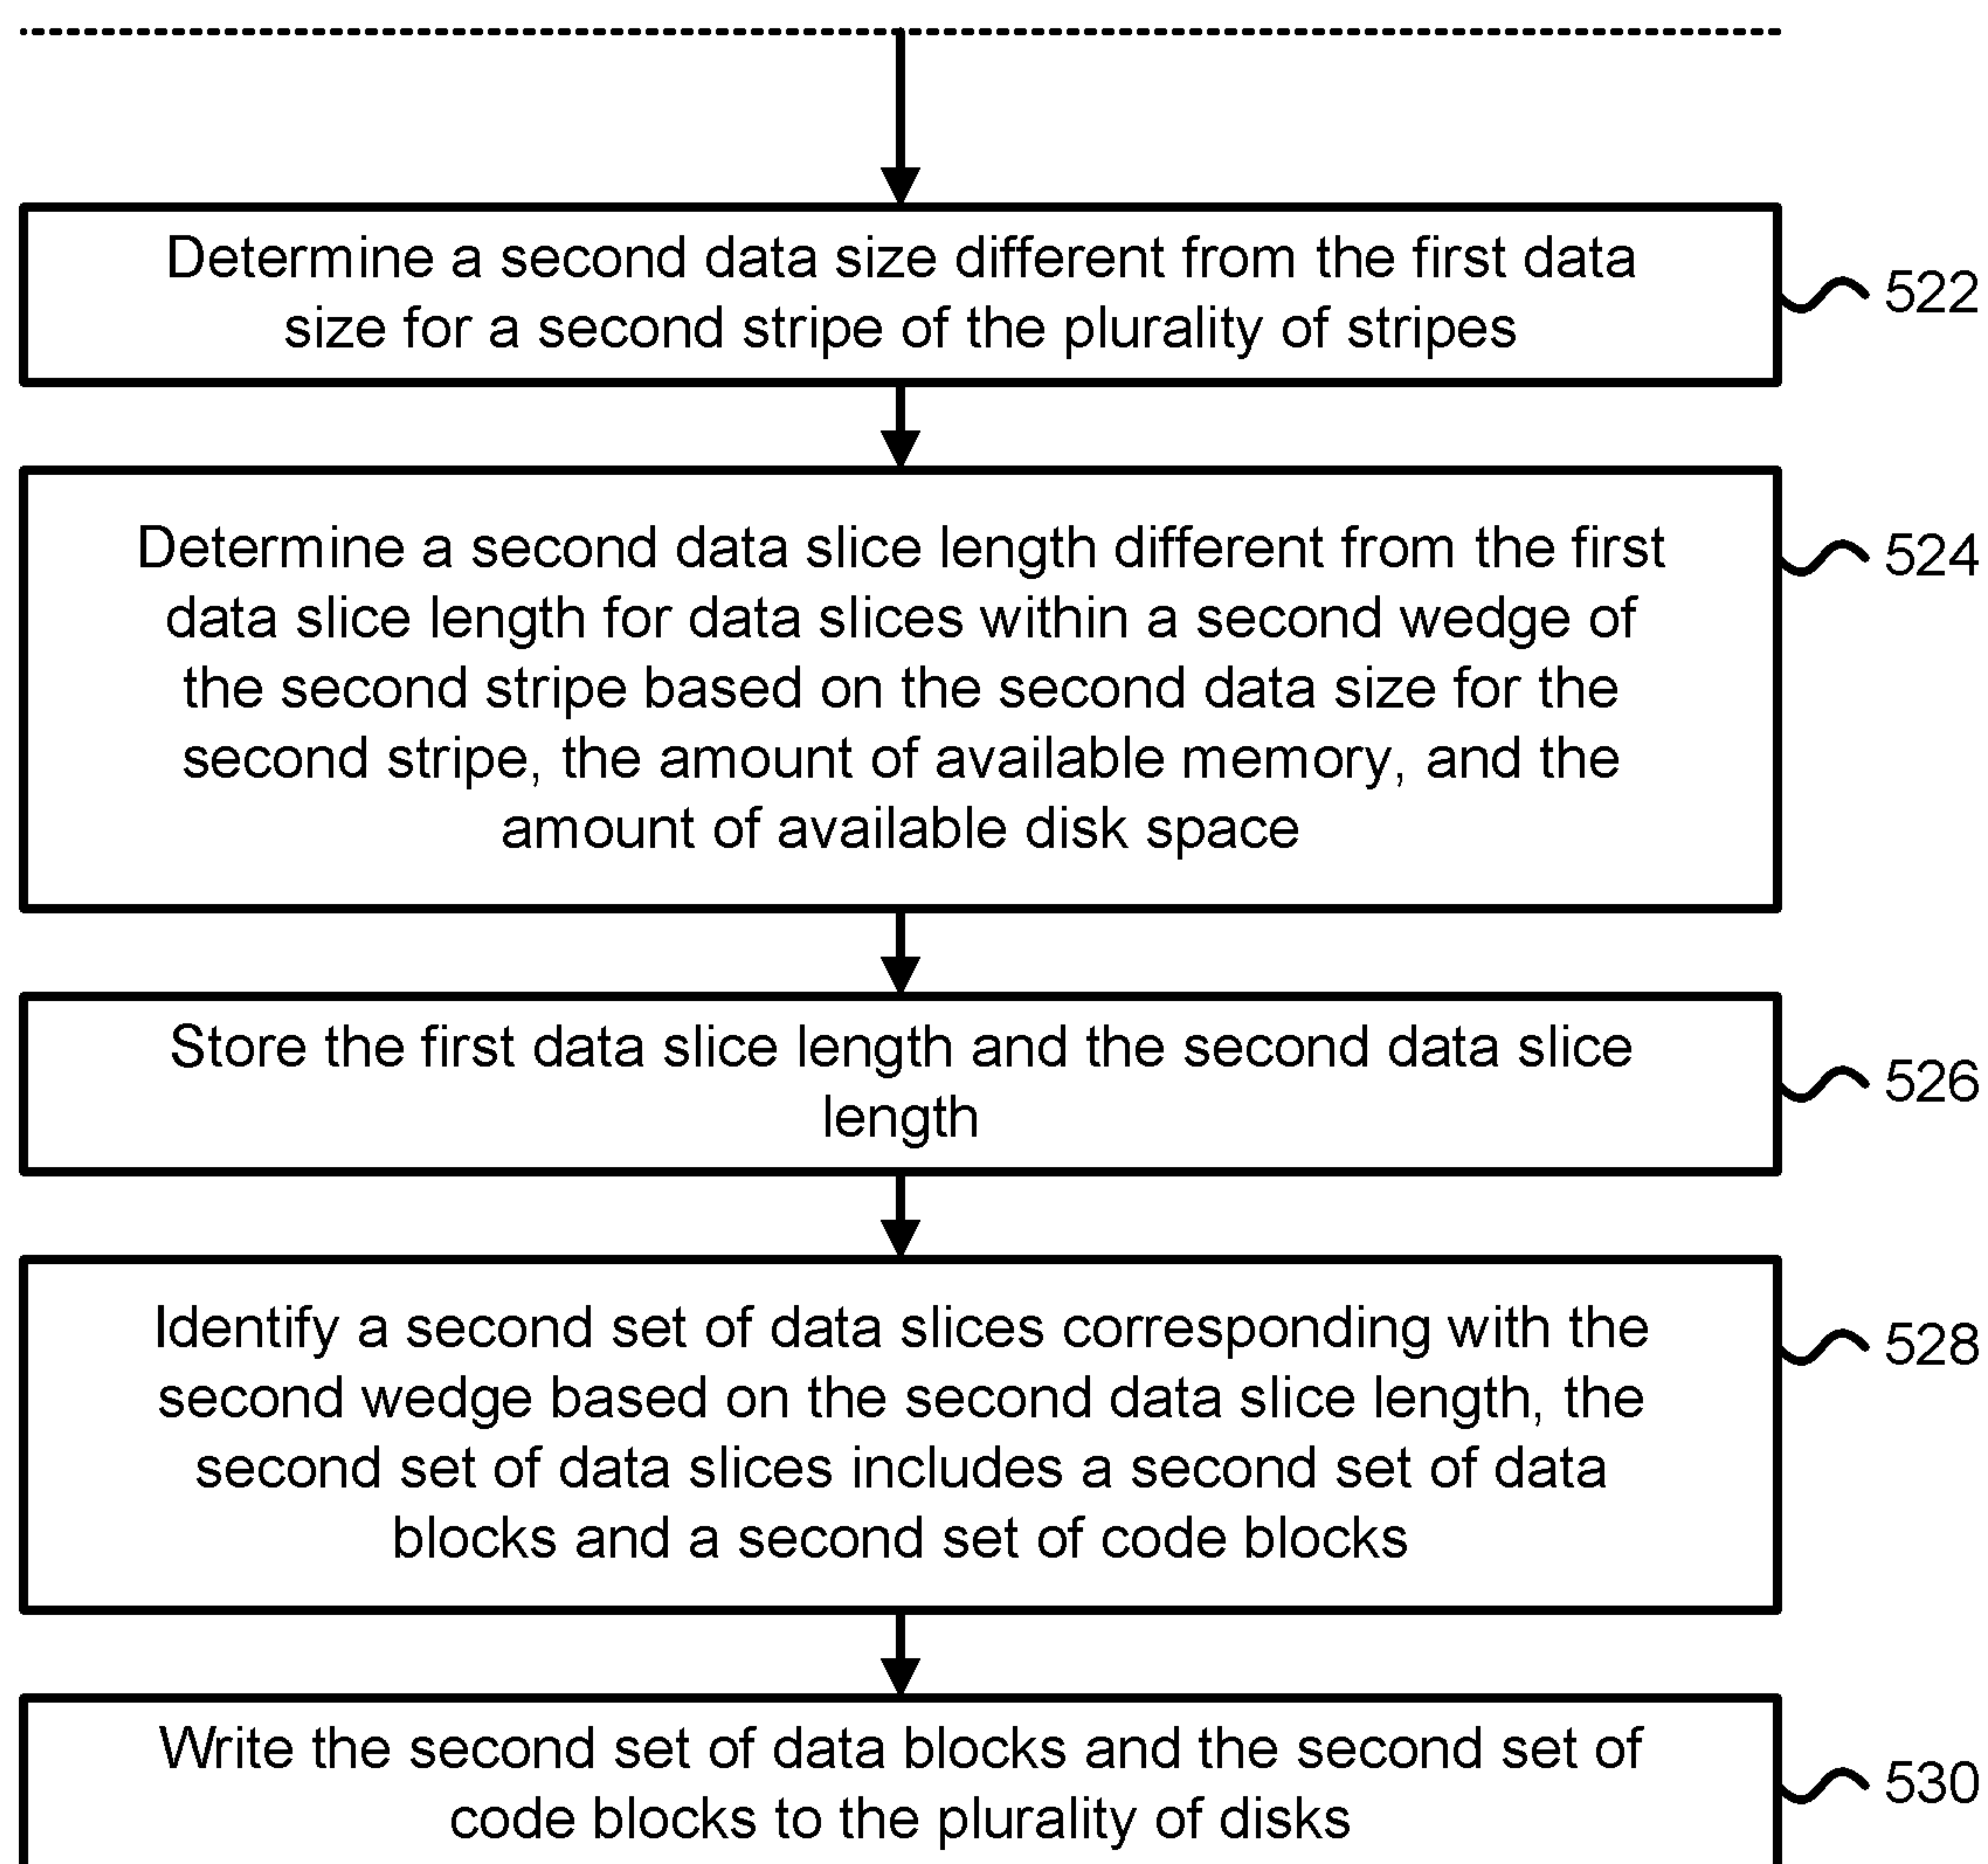 Determine a second data size different from the first data
size for a second stripe of the plurality of stripes
522
Determine a second data slice length different from the first
data slice length for data slices within a second wedge of
the second stripe based on the second data size for the
second stripe, the amount of available memory, and the
amount of available disk space
524
Store the first data slice length and the second data slice
length
526
Identify a second set of data slices corresponding with the
second wedge based on the second data slice length, the
second set of data slices includes a second set of data
blocks and a second set of code blocks
528
Write the second set of data blocks and the second set of
code blocks to the plurality of disks
530